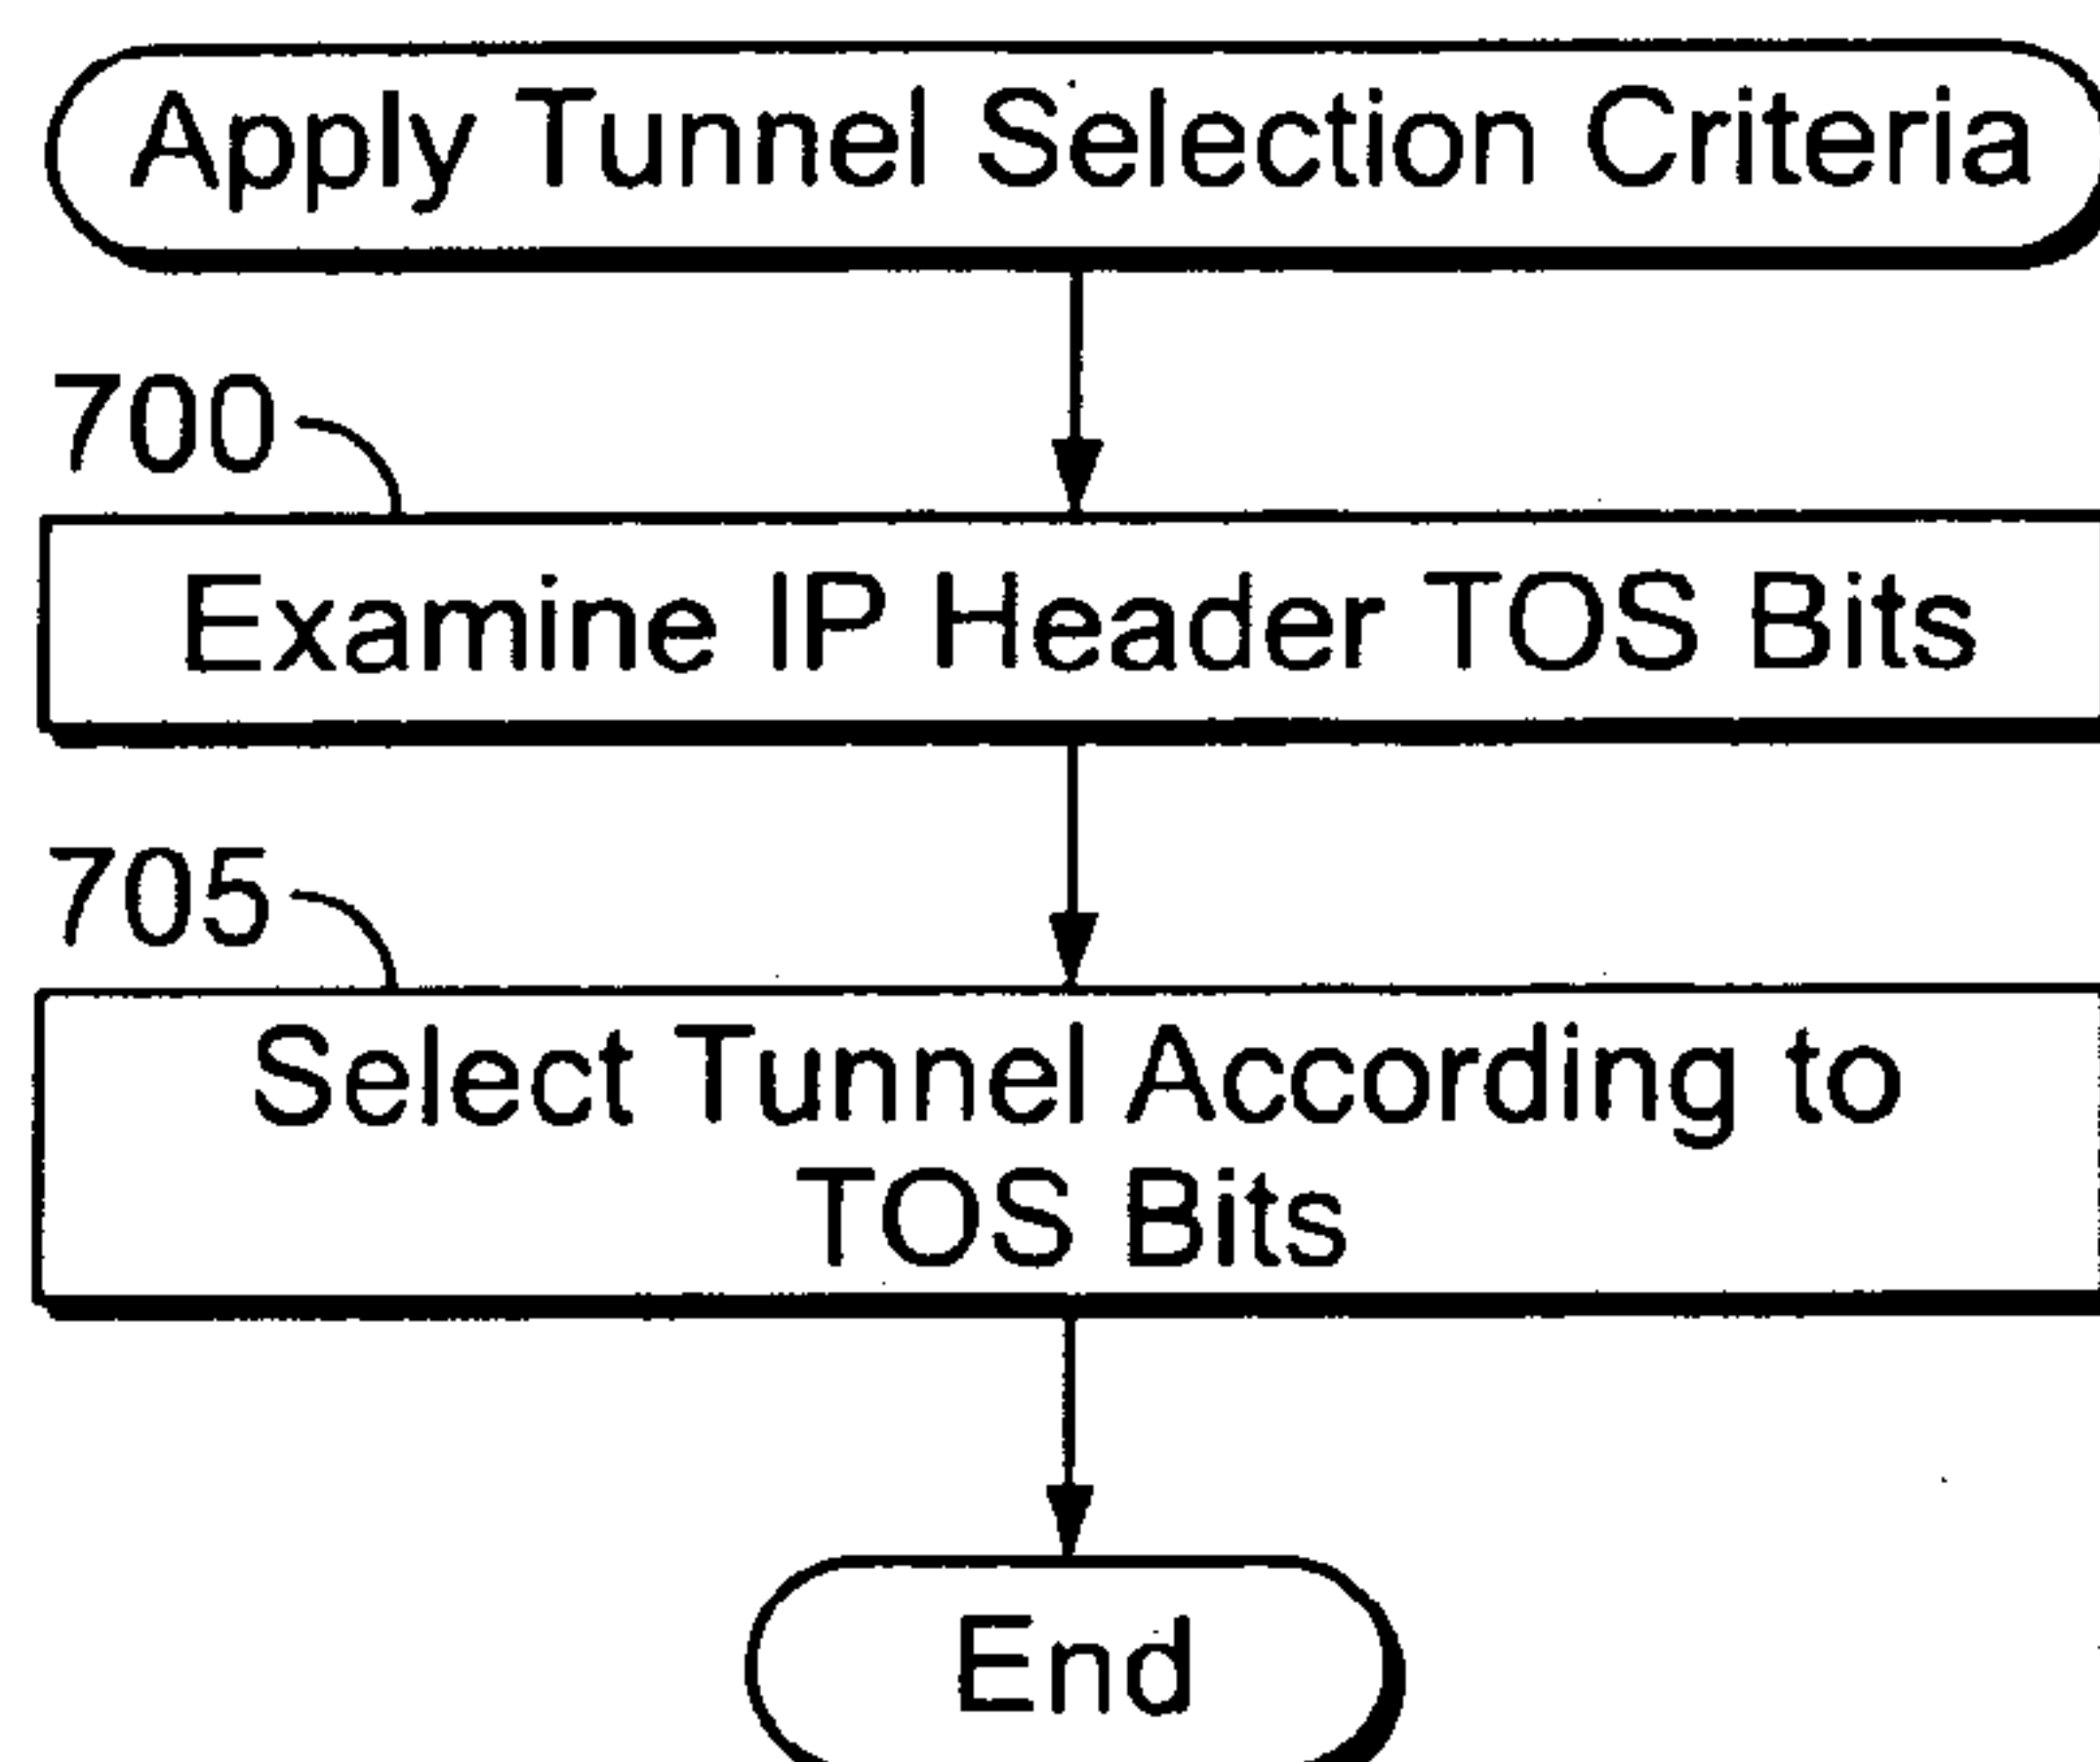 Apply Tunnel Selection Criteria
700
Examine IP Header TOS Bits
705
Select Tunnel According to
TOS Bits
End